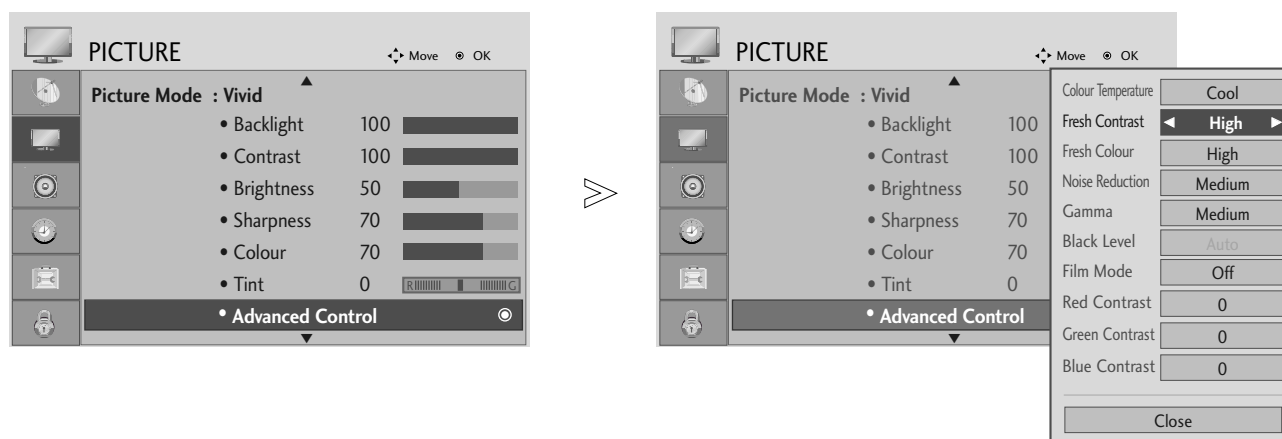 PICTURE
Move OK
Picture Mode : Vivid
• Backlight 100
• Contrast 100
• Brightness 50
• Sharpness 70
• Colour 70
• Tint 0 R G
• Advanced Control
PICTURE
Move OK
Picture Mode : Vivid
• Backlight 100
• Contrast 100
• Brightness 50
• Sharpness 70
• Colour 70
• Tint 0
• Advanced Control
Colour Temperature Cool
Fresh Contrast ◄ High ►
Fresh Colour High
Noise Reduction Medium
Gamma Medium
Black Level Auto
Film Mode Off
Red Contrast 0
Green Contrast 0
Blue Contrast 0
Close